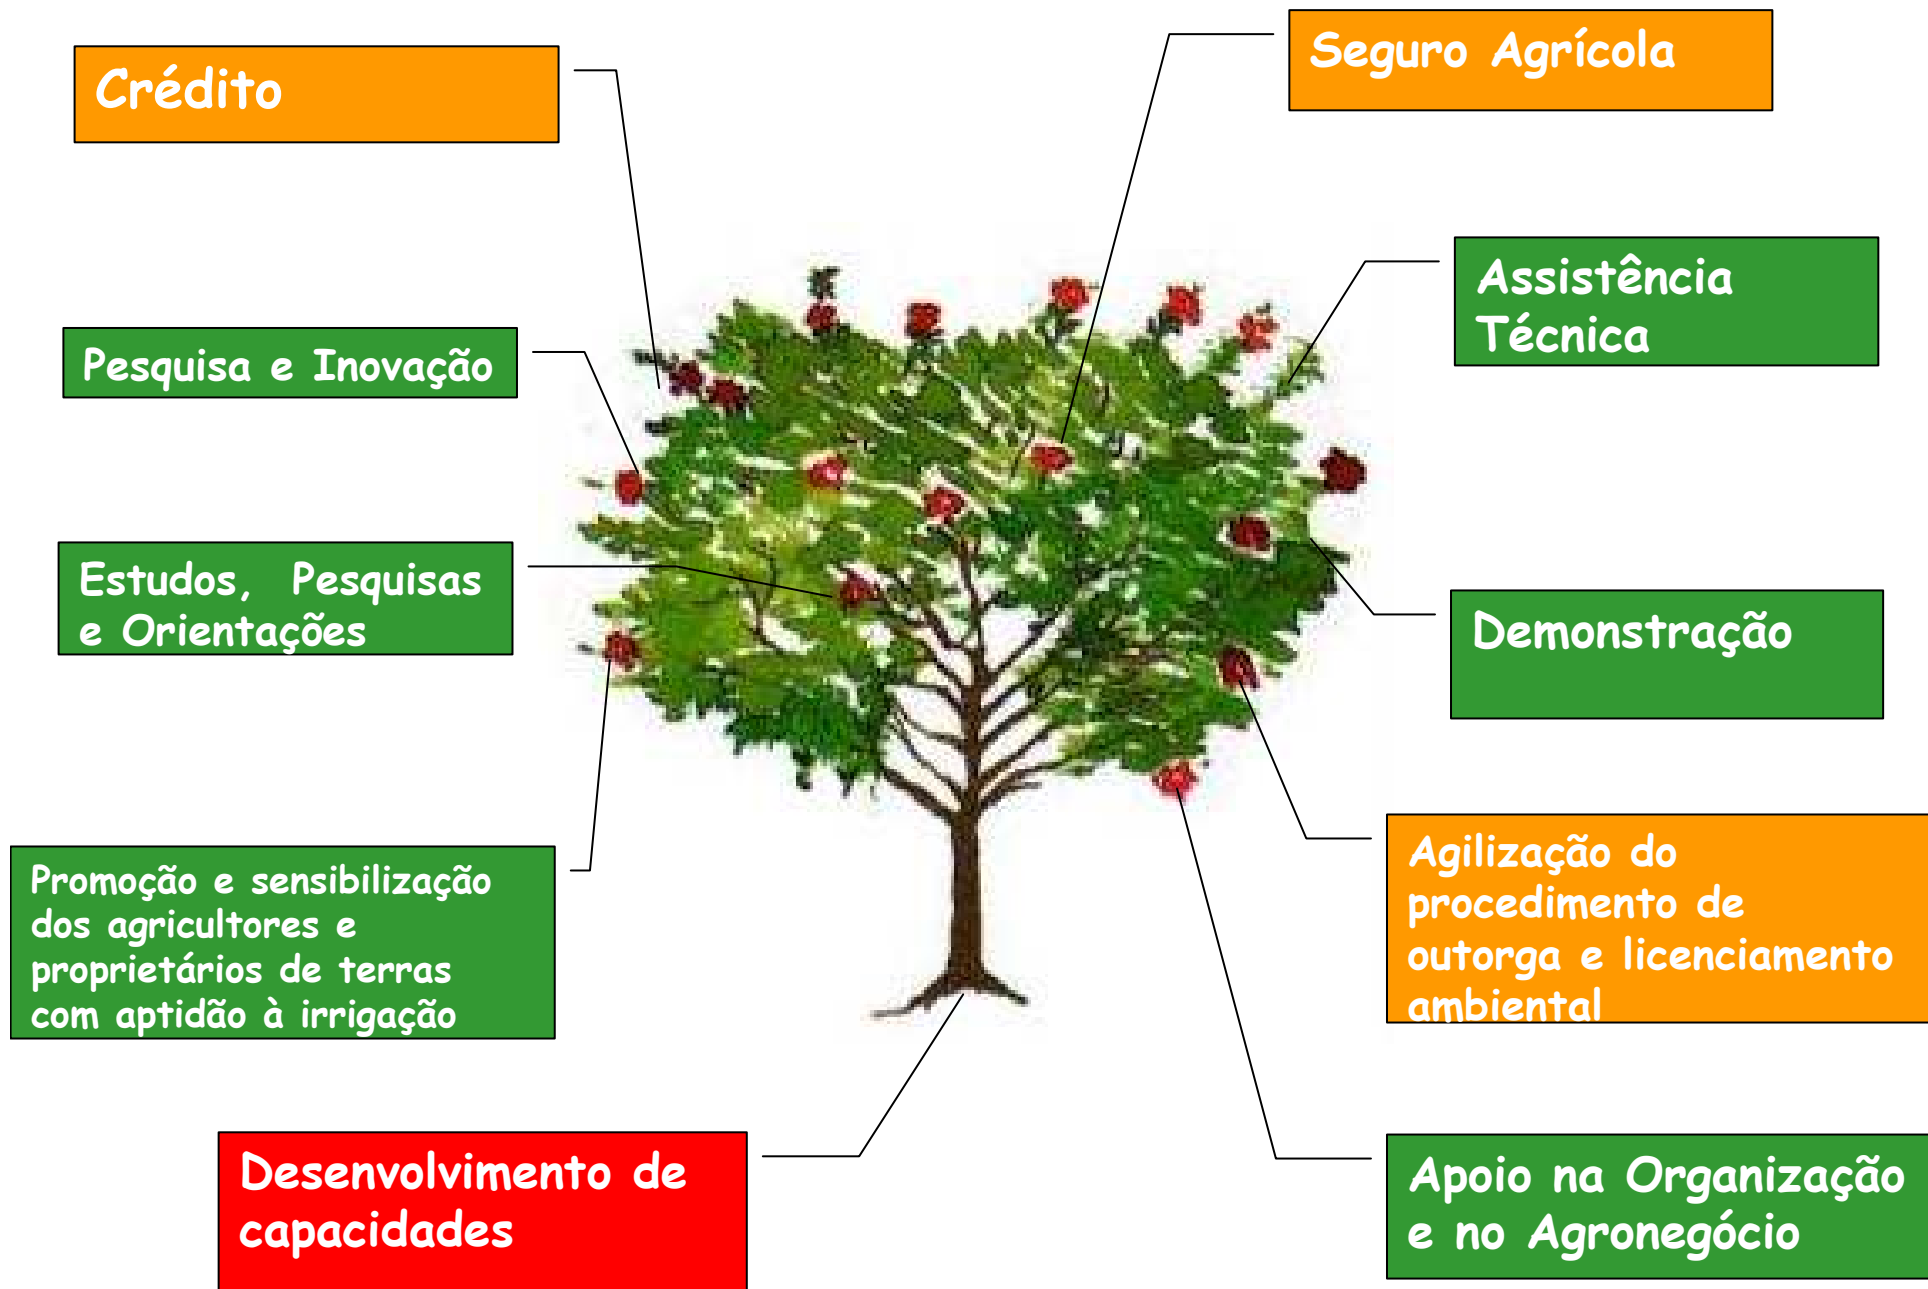 Crédito
Seguro Agrícola
Assistência
Técnica
Pesquisa e Inovação
Estudos, Pesquisas
e Orientações
Demonstração
Promoção e sensibilização
dos agricultores e
proprietários de terras
com aptidão à irrigação
Agilização do
procedimento de
outorga e licenciamento
ambiental
Desenvolvimento de
capacidades
Apoio na Organização
e no Agronegócio